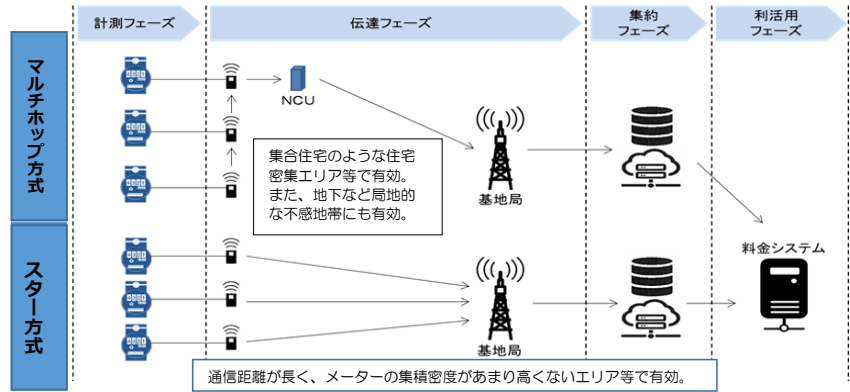 計測フェーズ
伝達フェーズ
集約
フェーズ
利活用
フェーズ
マルチホップ方式
NCU
集合住宅のような住宅
密集エリア等で有効。
また、地下など局地的
な不感地帯にも有効。
基地局
料金システム
スター方式
基地局
通信距離が長く、メーターの集積密度があまり高くないエリア等で有効。